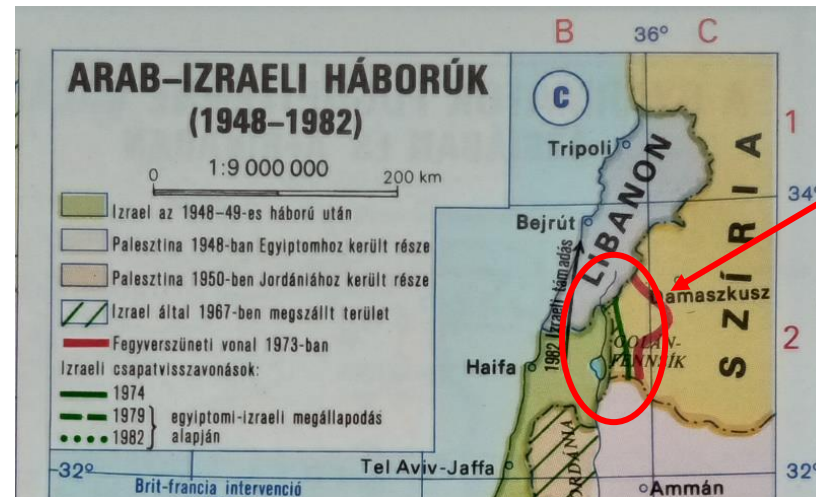 B 36° C
ARAB–IZRAELI HÁBORÚK
(1948–1982)
C
1:9 000 000
0 200 km
Izrael az 1948-49-es háború után
Palesztina 1948-ban Egyiptomhoz került része
Palesztina 1950-ben Jordániához került része
Izrael által 1967-ben megszállt terület
Fegyverszüneti vonal 1973-ban
Izraeli csapatvisszavonások:
1974
1979 egyiptomi-izraeli megállapodás
1982 alapján
1
Tripoli
34°
Bejrút
LIBANON
SZÍRIA
Damaszkusz
1982 Izraeli támadás
2
GOLÁN-
FENNSÍK
Haifa
Tel Aviv-Jaffa
JORDÁNIA
32°
32°
Brit-francia intervenció
Ammán